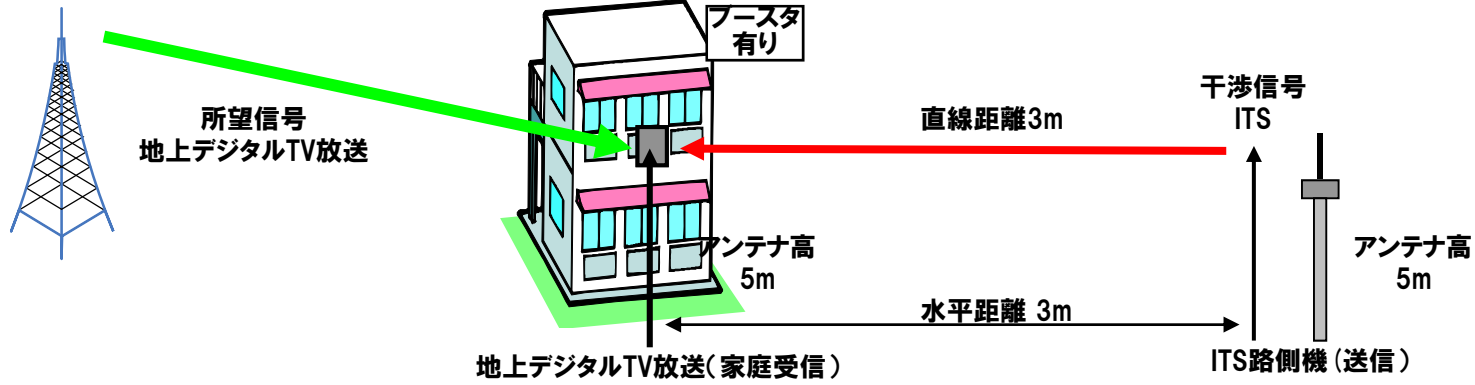 ブースタ
有り
所望信号
地上デジタルTV放送
直線距離3m
干渉信号
ITS
アンテナ高
5m
アンテナ高
5m
水平距離 3m
地上デジタルTV放送(家庭受信)
ITS路側機(送信)